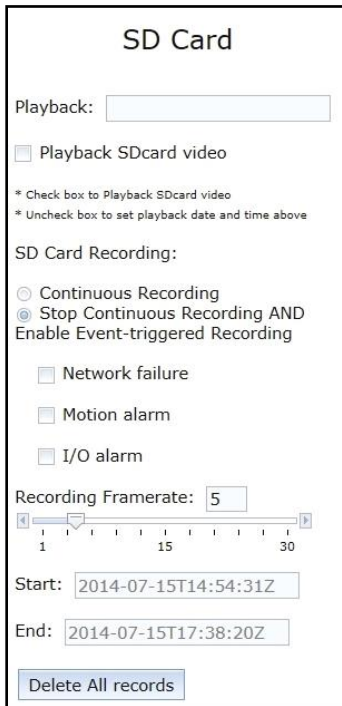 SD Card
Playback:
Playback SDcard video
* Check box to Playback SDcard video
* Uncheck box to set playback date and time above
SD Card Recording:
Continuous Recording
Stop Continuous Recording AND
Enable Event-triggered Recording
Network failure
Motion alarm
I/O alarm
Recording Framerate: 5
1 15 30
Start: 2014-07-15T14:54:31Z
End: 2014-07-15T17:38:20Z
Delete All records